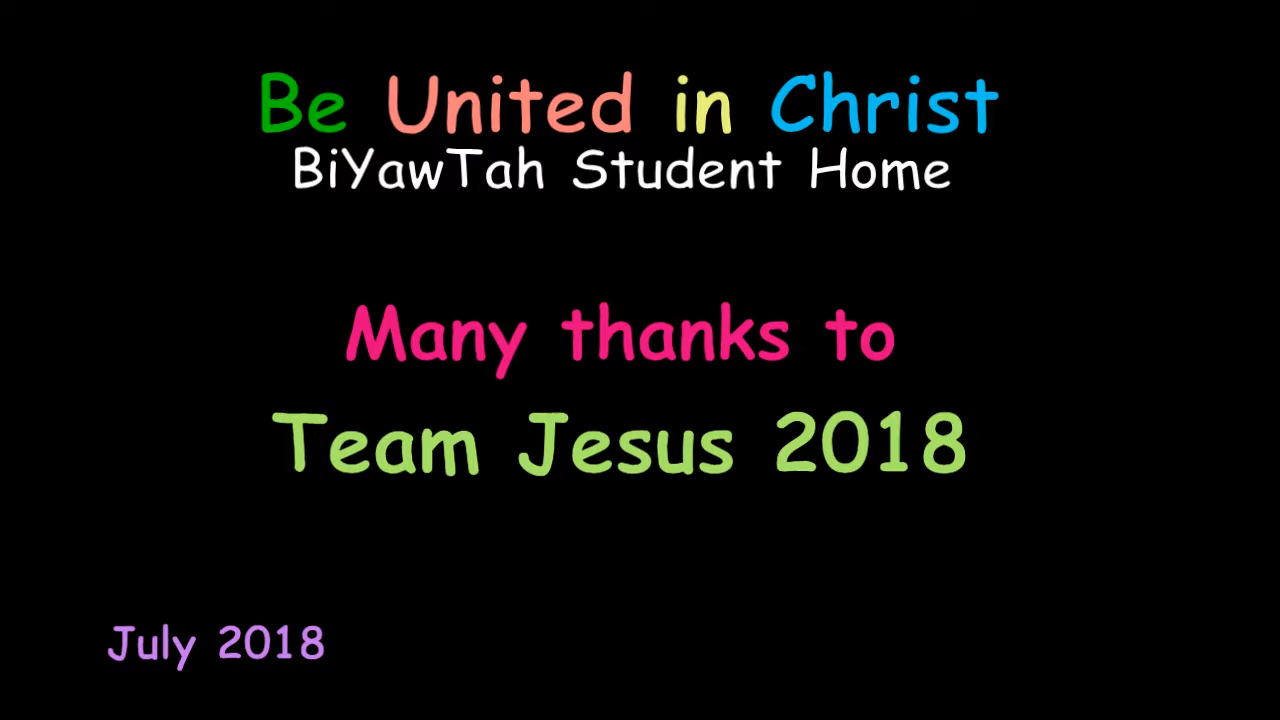 Be United in Christ
BiYawTah Student Home
Many thanks to
Team Jesus 2018
July 2018